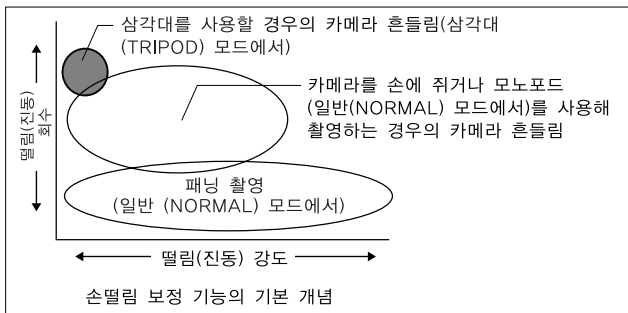 삼각대를 사용할 경우의 카메라 흔들림(삼각대
(TRIPOD) 모드에서)
카메라를 손에 쥐거나 모노포드
(일반(NORMAL) 모드에서)를 사용해
촬영하는 경우의 카메라 흔들림
떨림(진동)
회수
패닝 촬영
(일반 (NORMAL) 모드에서)
떨림(진동) 강도
손떨림 보정 기능의 기본 개념